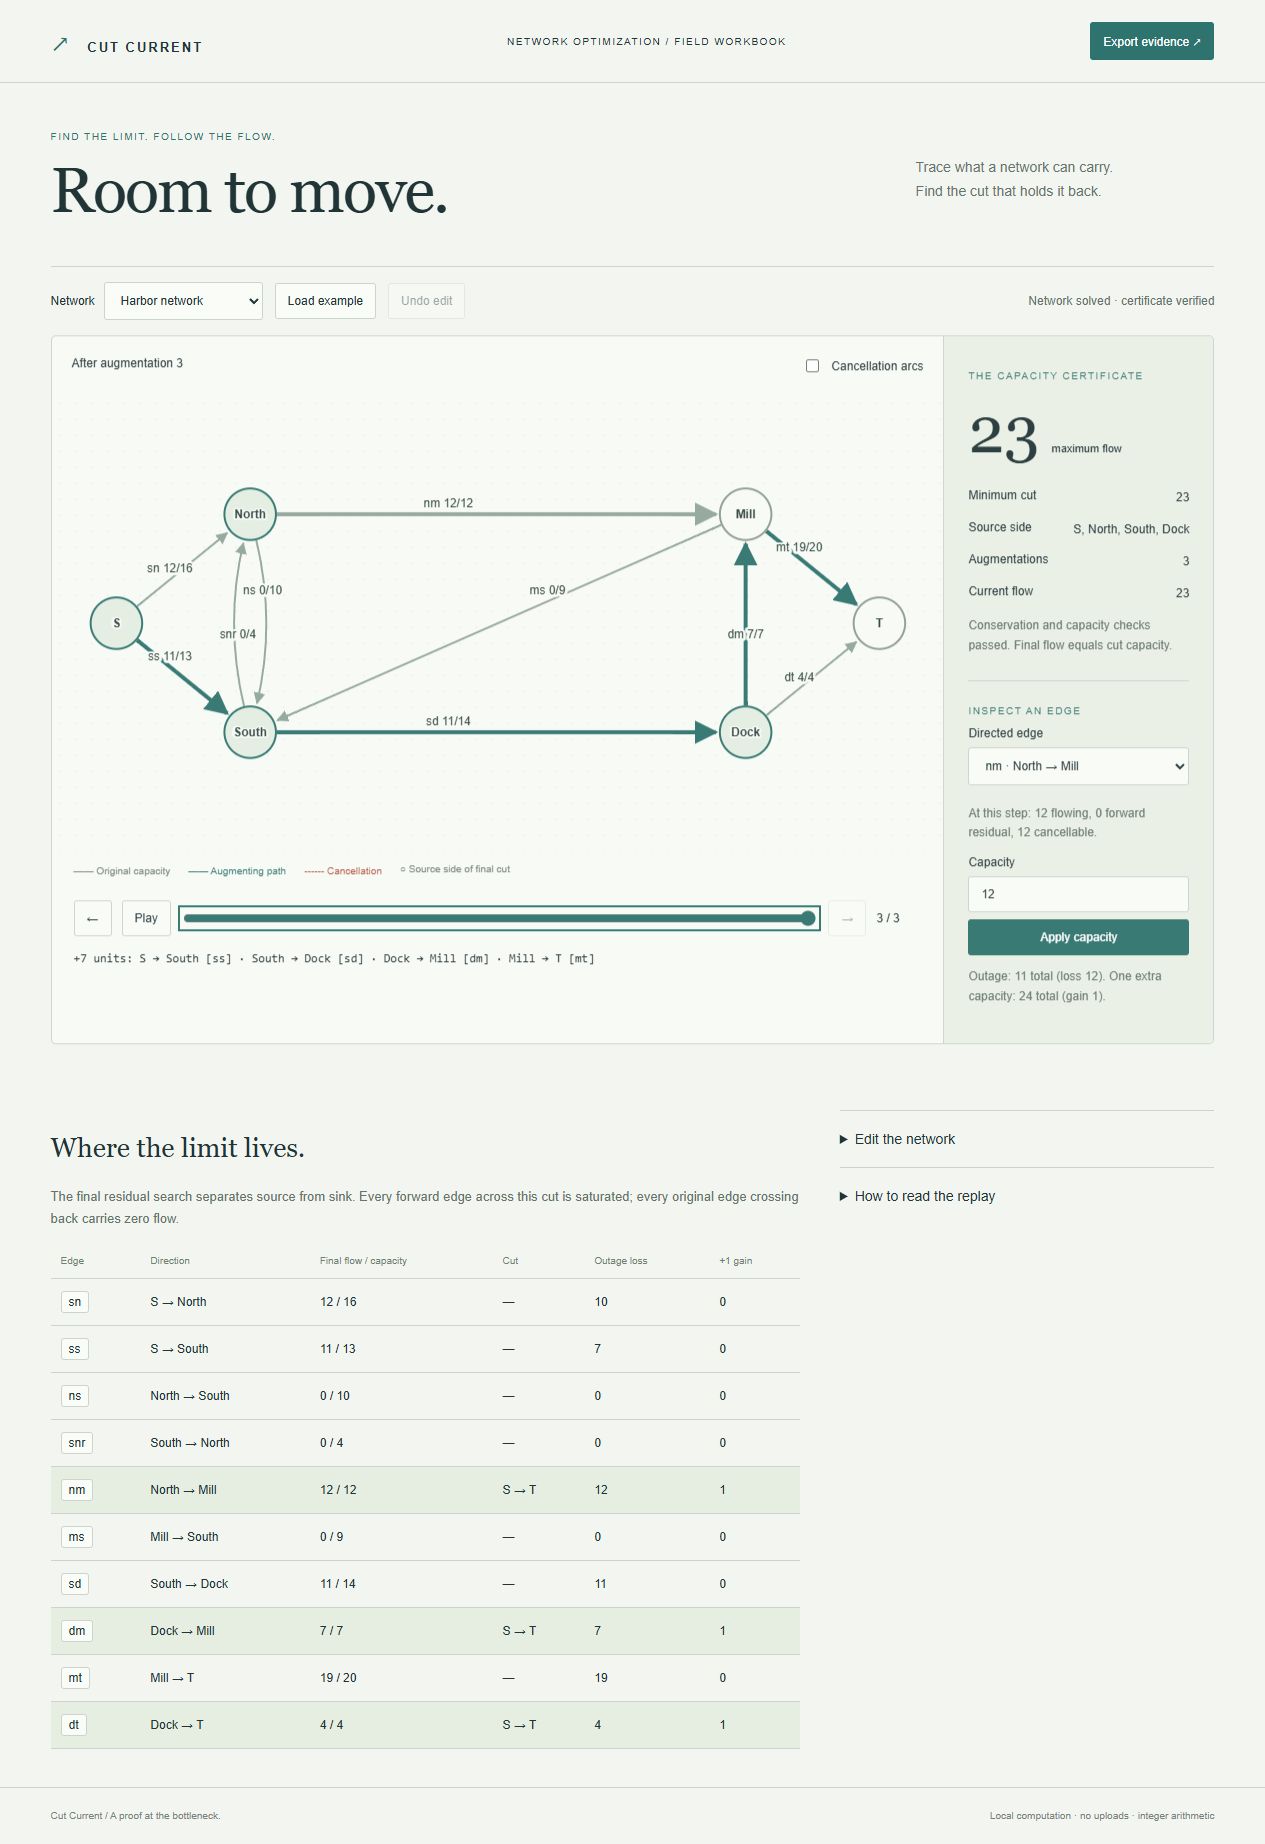 ↗ CUT CURRENT
NETWORK OPTIMIZATION / FIELD WORKBOOK
Export evidence ↗
FIND THE LIMIT. FOLLOW THE FLOW.
Room to move.
Trace what a network can carry.
Find the cut that holds it back.
Network Harbor network Load example Undo edit
Network solved · certificate verified
After augmentation 3
Cancellation arcs
nm 12/12
North
Mill
mt 19/20
sn 12/16
ns 0/10
ms 0/9
S
T
snr 0/4
dm 7/7
ss 11/13
dt 4/4
sd 11/14
South
Dock
Original capacity
Augmenting path
Cancellation
○ Source side of final cut
← Play → 3 / 3
+7 units: S → South [ss] · South → Dock [sd] · Dock → Mill [dm] · Mill → T [mt]
THE CAPACITY CERTIFICATE
23 maximum flow
Minimum cut 23
Source side S, North, South, Dock
Augmentations 3
Current flow 23
Conservation and capacity checks
passed. Final flow equals cut capacity.
INSPECT AN EDGE
Directed edge
nm · North → Mill
At this step: 12 flowing, 0 forward
residual, 12 cancellable.
Capacity
12
Apply capacity
Outage: 11 total (loss 12). One extra
capacity: 24 total (gain 1).
Where the limit lives.
The final residual search separates source from sink. Every forward edge across this cut is saturated; every original edge crossing
back carries zero flow.
Edge Direction Final flow / capacity Cut Outage loss +1 gain
sn S → North 12 / 16 — 10 0
ss S → South 11 / 13 — 7 0
ns North → South 0 / 10 — 0 0
snr South → North 0 / 4 — 0 0
nm North → Mill 12 / 12 S → T 12 1
ms Mill → South 0 / 9 — 0 0
sd South → Dock 11 / 14 — 11 0
dm Dock → Mill 7 / 7 S → T 7 1
mt Mill → T 19 / 20 — 19 0
dt Dock → T 4 / 4 S → T 4 1
▶ Edit the network
▶ How to read the replay
Cut Current / A proof at the bottleneck.
Local computation · no uploads · integer arithmetic